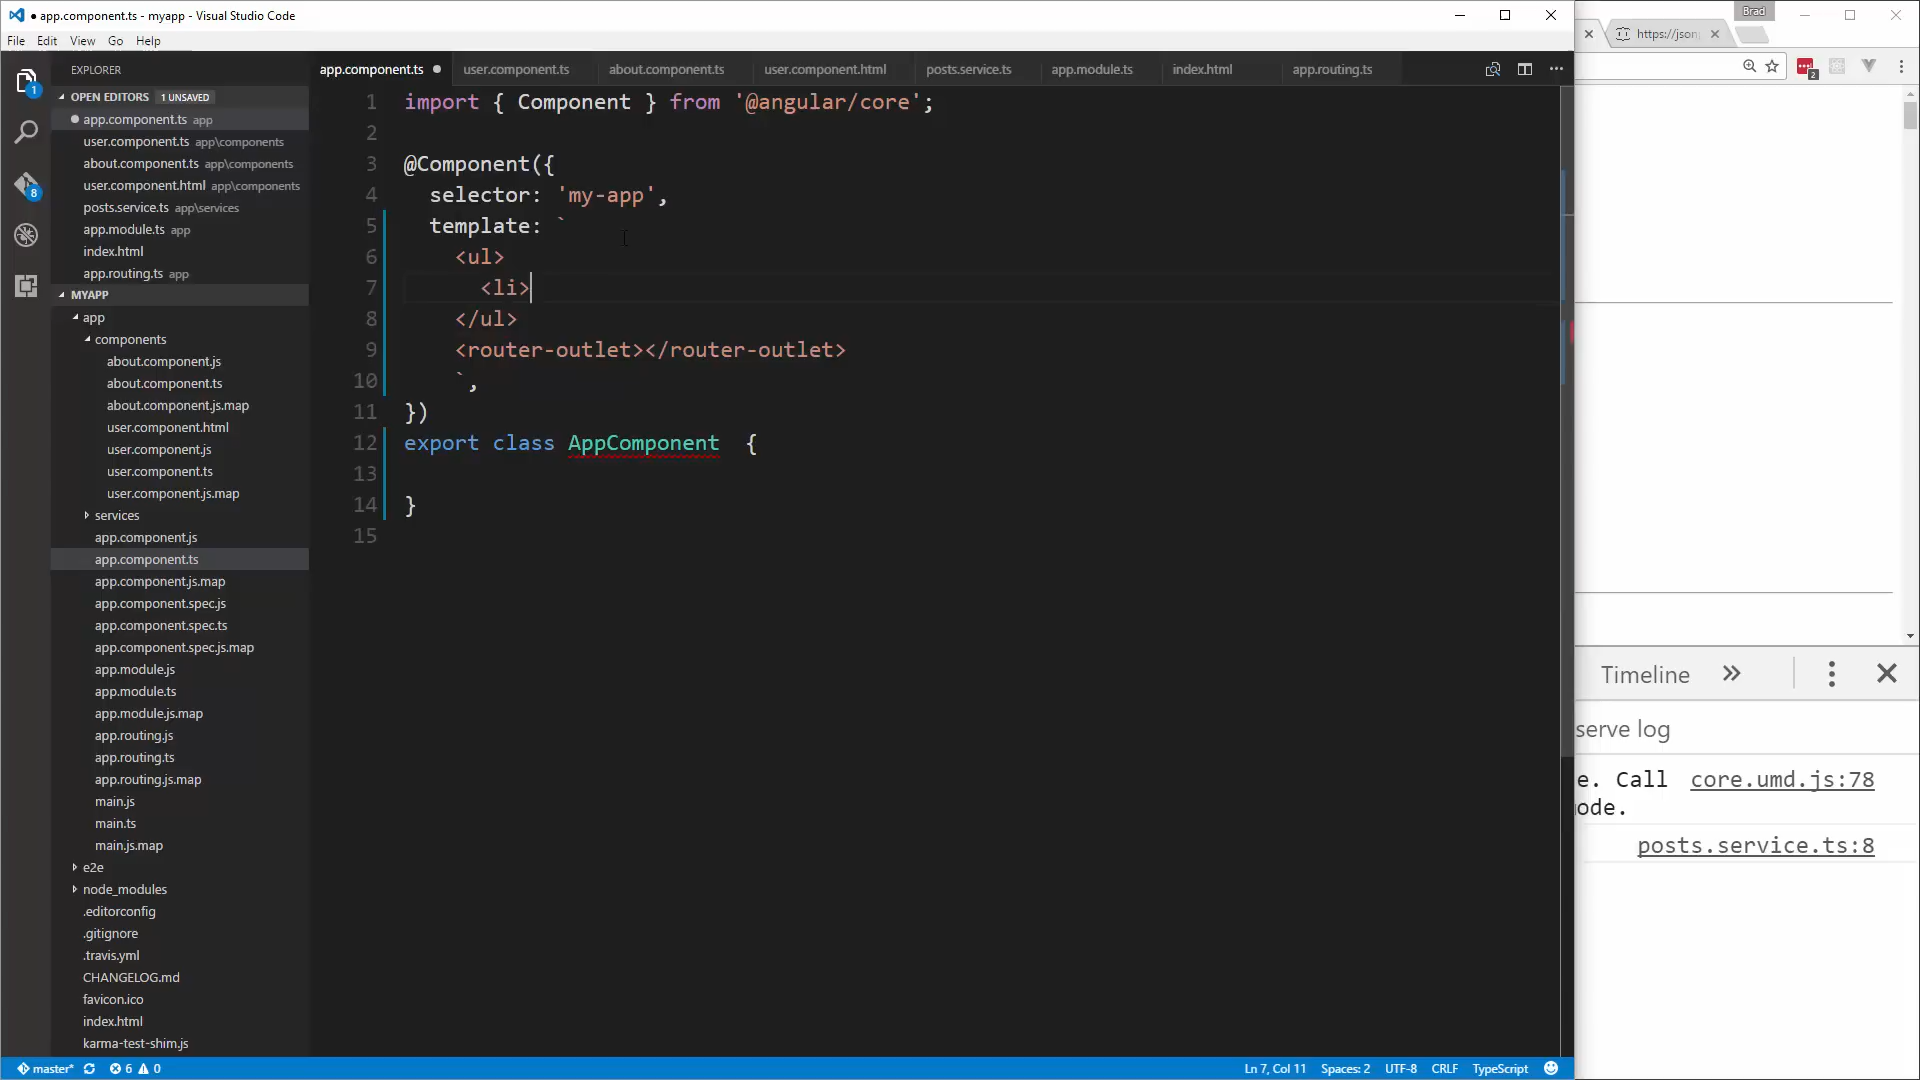 ● app.component.ts - myapp - Visual Studio Code
Brad
File Edit View Go Help
https://json
EXPLORER
app.component.ts ●
user.component.ts
about.component.ts
user.component.html
posts.service.ts
app.module.ts
index.html
app.routing.ts
1
2
8
OPEN EDITORS 1 UNSAVED
● app.component.ts app
user.component.ts app\components
about.component.ts app\components
user.component.html app\components
posts.service.ts app\services
app.module.ts app
index.html
app.routing.ts app
MYAPP
app
components
about.component.js
about.component.ts
about.component.js.map
user.component.html
user.component.js
user.component.ts
user.component.js.map
services
app.component.js
app.component.ts
app.component.js.map
app.component.spec.js
app.component.spec.ts
app.component.spec.js.map
app.module.js
app.module.ts
app.module.js.map
app.routing.js
app.routing.ts
app.routing.js.map
main.js
main.ts
main.js.map
e2e
node_modules
.editorconfig
.gitignore
.travis.yml
CHANGELOG.md
favicon.ico
index.html
karma-test-shim.js
1 import { Component } from '@angular/core';
2
3 @Component({
4 selector: 'my-app',
5 template: `
6 <ul>
7 <li>
8 </ul>
9 <router-outlet></router-outlet>
10 `,
11 })
12 export class AppComponent {
13
14 }
15
Timeline »
serve log
e. Call core.umd.js:78
ode.
posts.service.ts:8
master* 6 0
Ln 7, Col 11 Spaces: 2 UTF-8 CRLF TypeScript